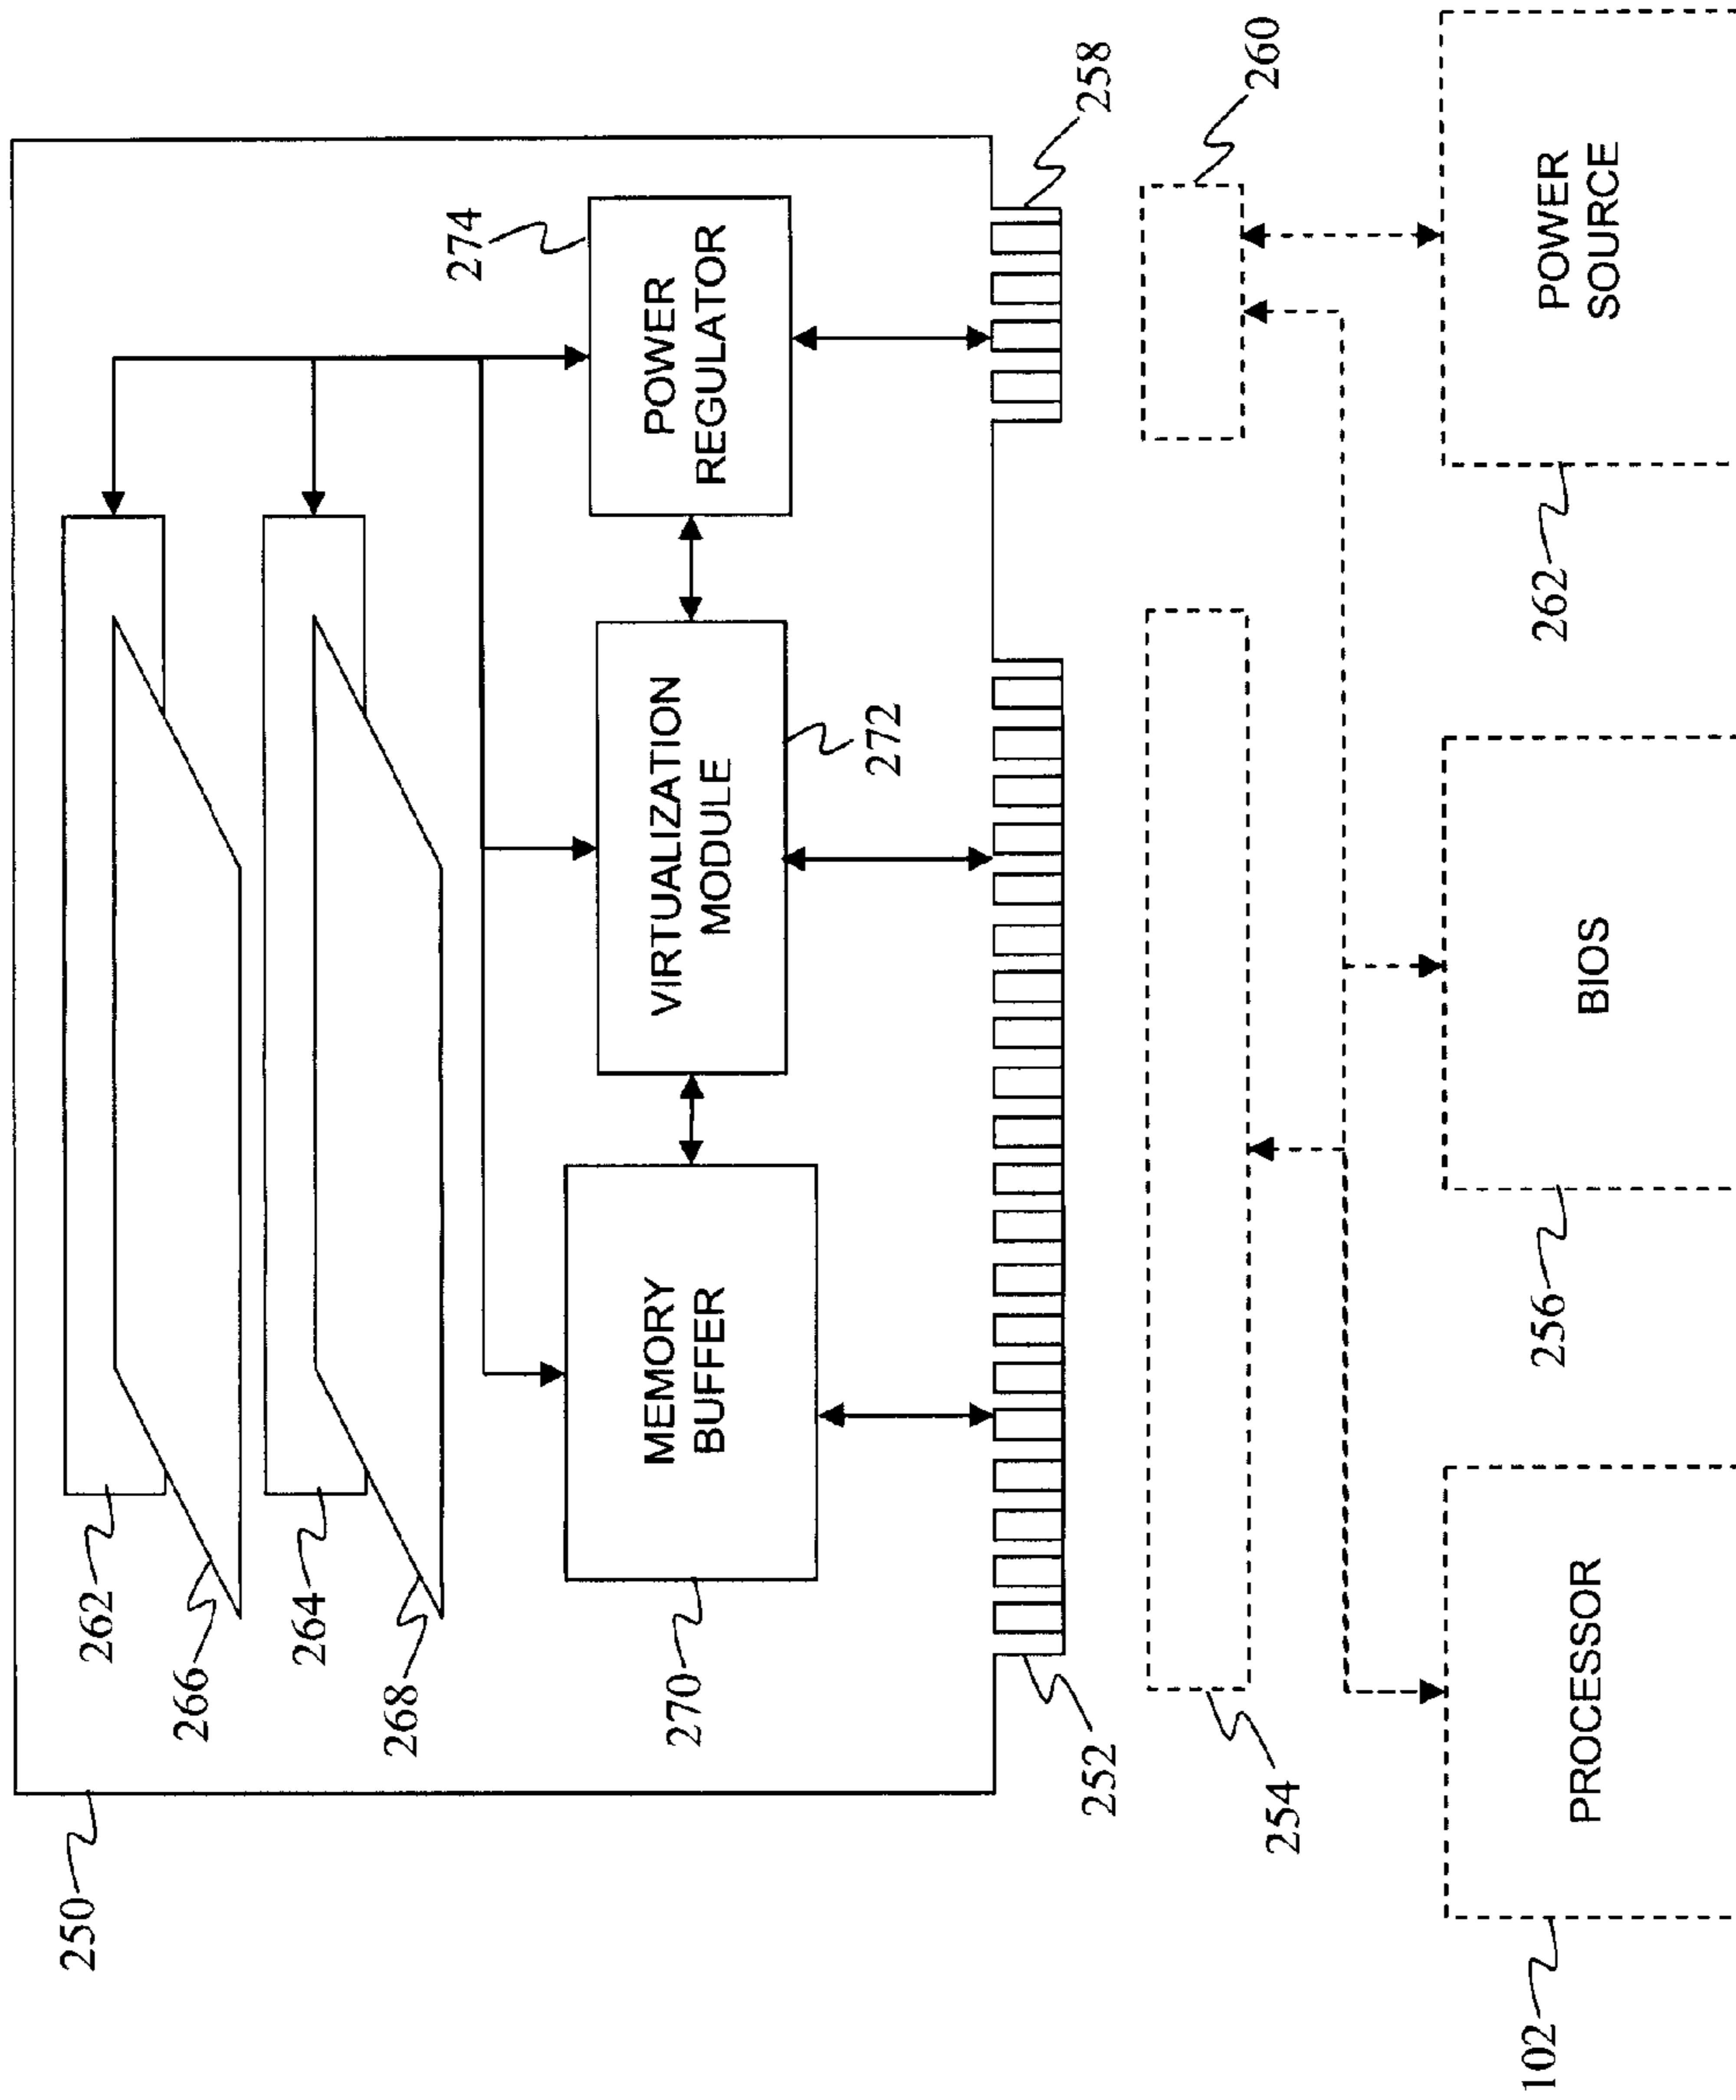 250
262
266
264
268
274
POWER
REGULATOR
VIRTUALIZATION
MODULE
272
MEMORY
BUFFER
270
252
258
254
260
PROCESSOR
102
BIOS
256
POWER
SOURCE
262